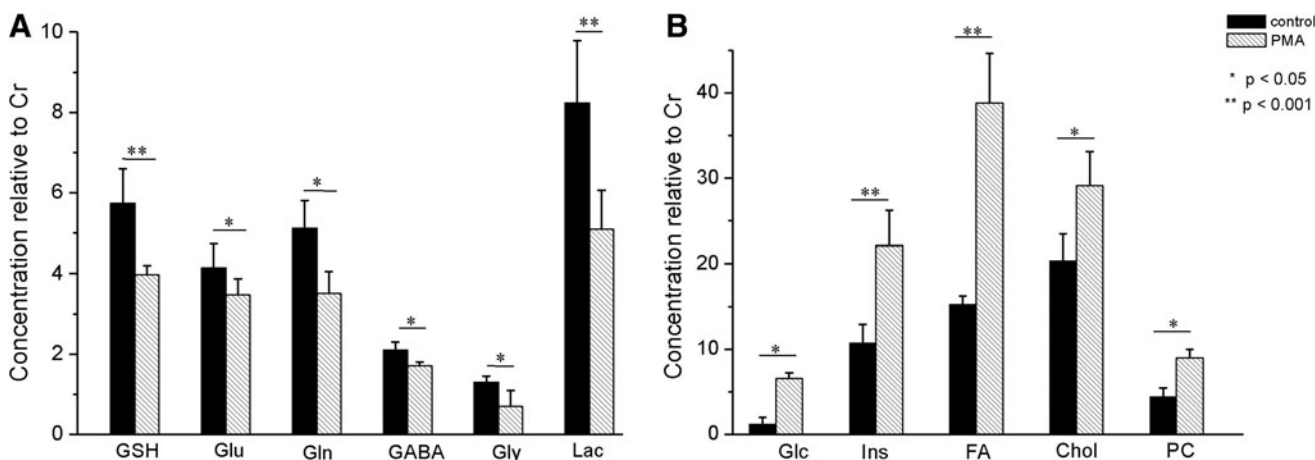 A
Concentration relative to Cr
10
8
6
4
2
0
**
*
*
*
*
**
GSH Glu Gln GABA Gly Lac
B
Concentration relative to Cr
40
30
20
10
0
*
**
**
*
*
Glc Ins FA Chol PC
control
PMA
* p < 0.05
** p < 0.001